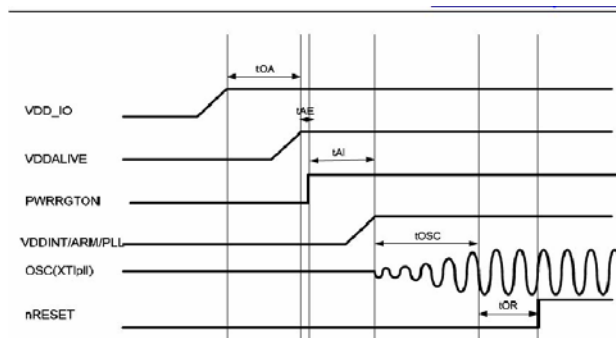 tOA
VDD_IO
tAE
VDDALIVE
tAI
PWRRGTON
VDDINT/ARM/PLL
tOSC
OSC(XTIpll)
tOR
nRESET